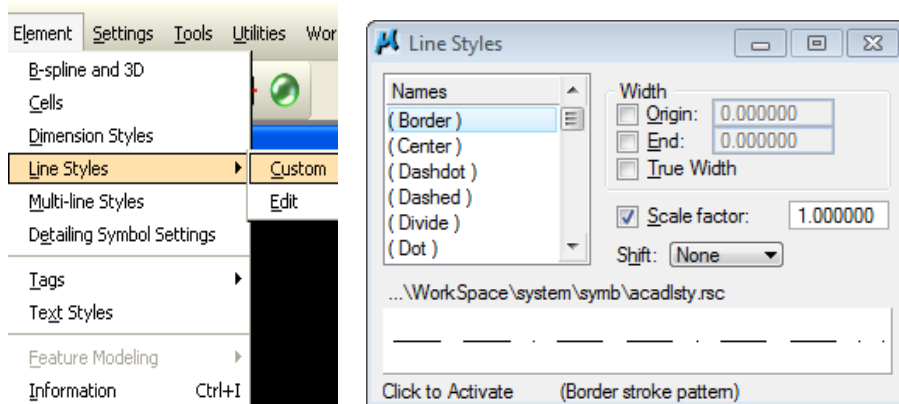 Element Settings Tools Utilities Wor
B-spline and 3D
Cells
Dimension Styles
Line Styles
Custom
Multi-line Styles
Edit
Detailing Symbol Settings
Tags
Text Styles
Feature Modeling
Information Ctrl+I
Line Styles
Names
( Border )
( Center )
( Dashdot )
( Dashed )
( Divide )
( Dot )
Width
Origin: 0.000000
End: 0.000000
True Width
Scale factor: 1.000000
Shift: None
...\WorkSpace\system\symb\acadlsty.rsc
Click to Activate (Border stroke pattern)